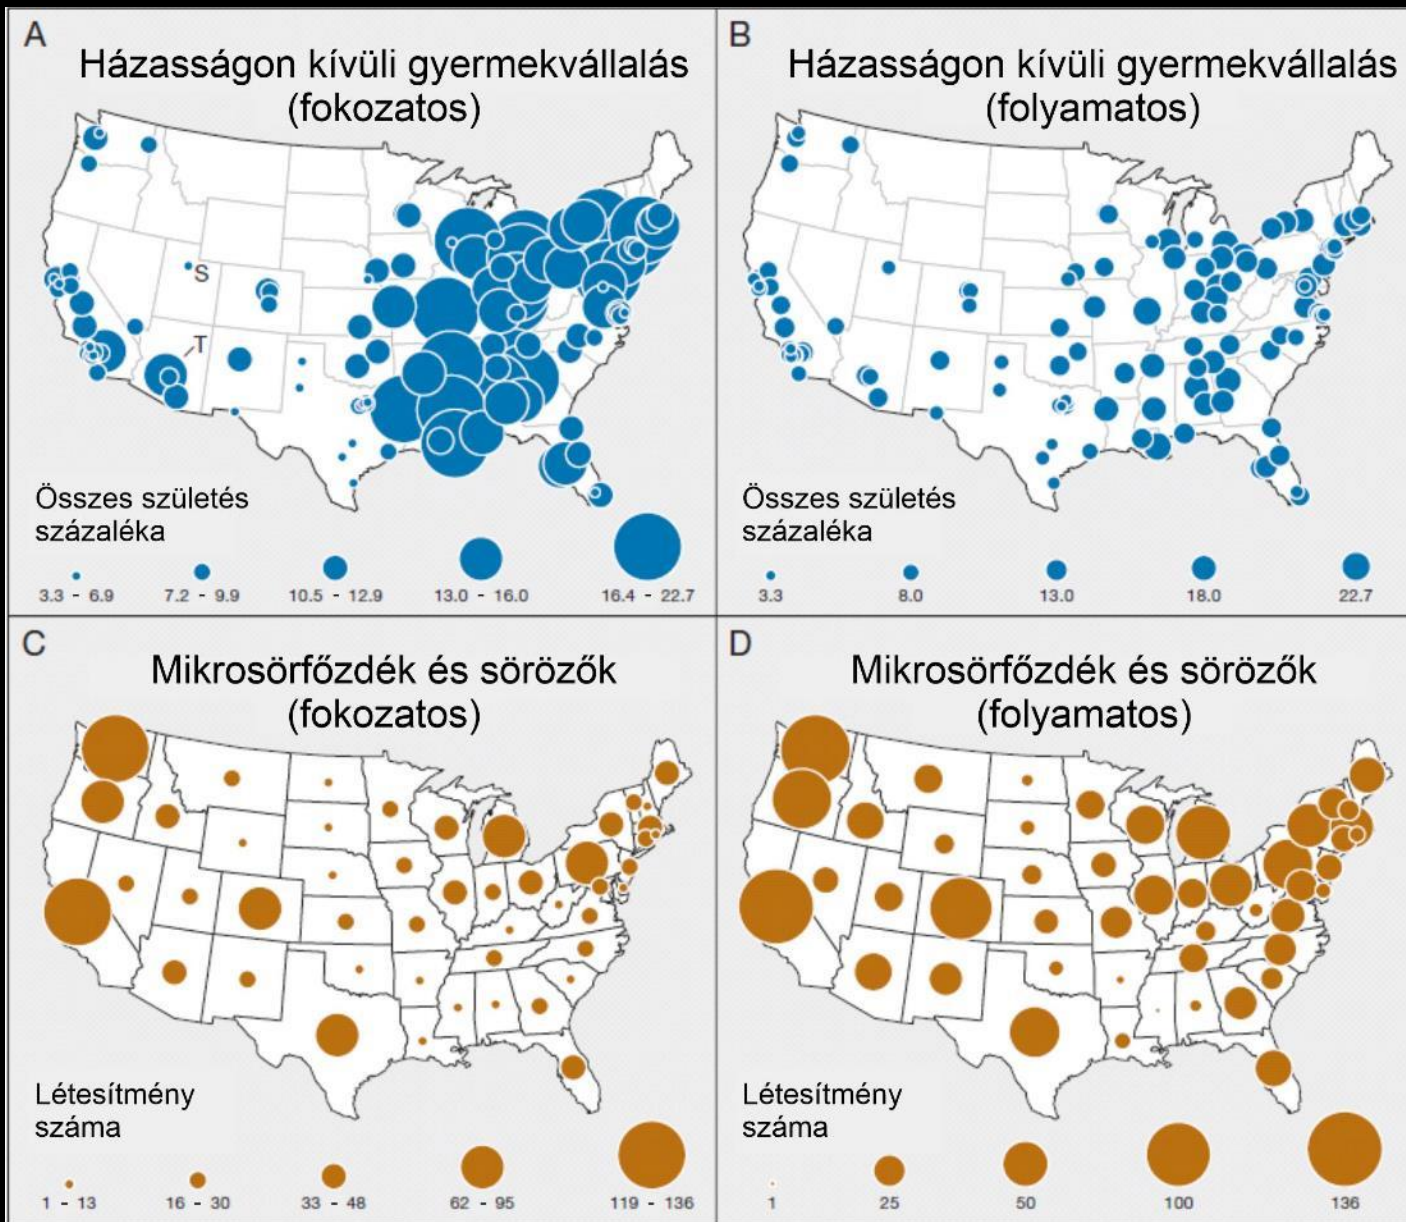 A
Házasságon kívüli gyermekvállalás
(fokozatos)
S
T
Összes születés
százaléka
3.3 - 6.9
7.2 - 9.9
10.5 - 12.9
13.0 - 16.0
16.4 - 22.7
B
Házasságon kívüli gyermekvállalás
(folyamatos)
Összes születés
százaléka
3.3
8.0
13.0
18.0
22.7
C
Mikrosörfőzdék és sörözők
(fokozatos)
Létesítmény
száma
1 - 13
16 - 30
33 - 48
62 - 95
119 - 136
D
Mikrosörfőzdék és sörözők
(folyamatos)
Létesítmény
száma
1
25
50
100
136